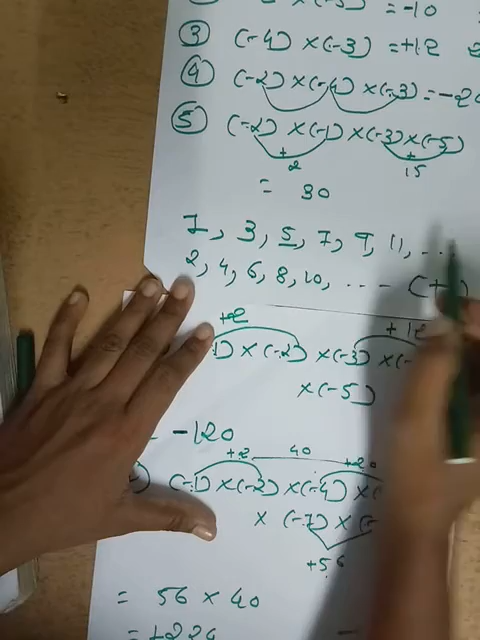 = -10
③ (-4) × (-3) = +12
④ (-2) × (-4) × (-3) = -24
⑤ (-2) × (-1) × (-3) × (-5)
+2 +15
= 30
1, 3, 5, 7, 9, 11, ...
2, 4, 6, 8, 10, ... (+)
+2 +12
1) × (-2) × (-3) × (-
× (-5)
-120
+2 40 +20
(-1) × (-2) × (-4) ×
× (-7) ×
+56
= 56 × 40